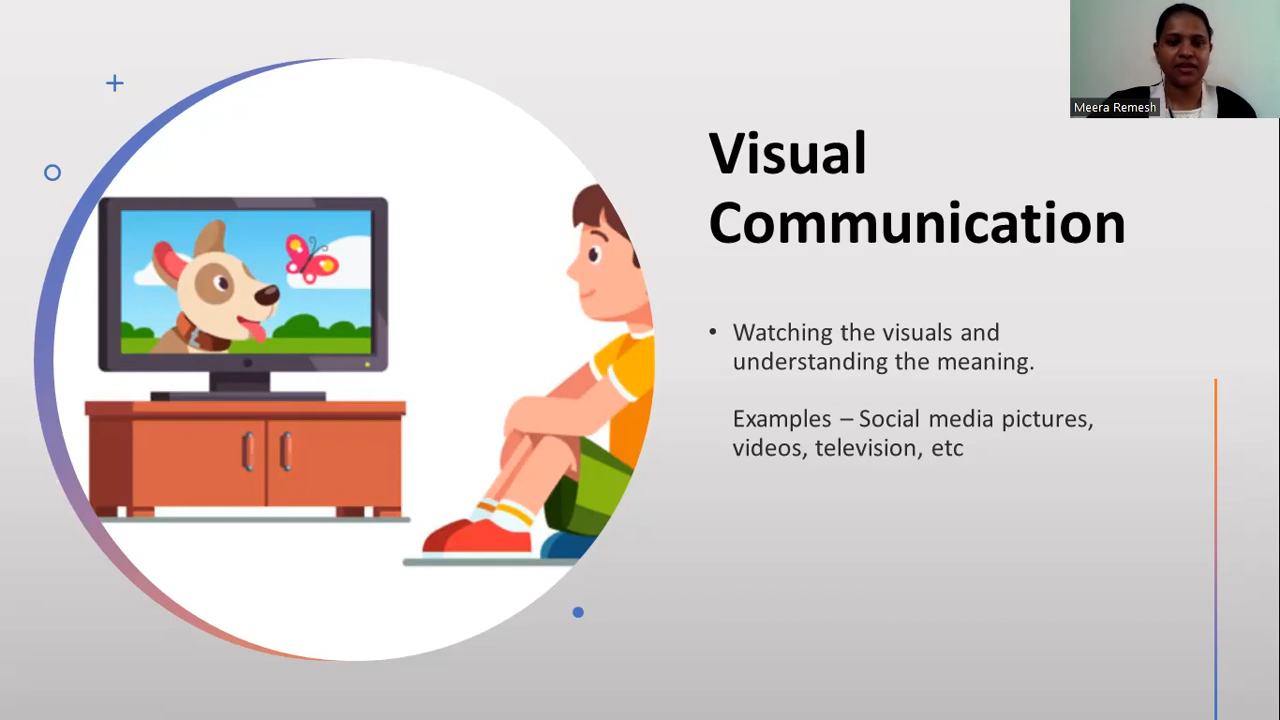 Meera Remesh
Visual
Communication
• Watching the visuals and
understanding the meaning.
Examples – Social media pictures,
videos, television, etc